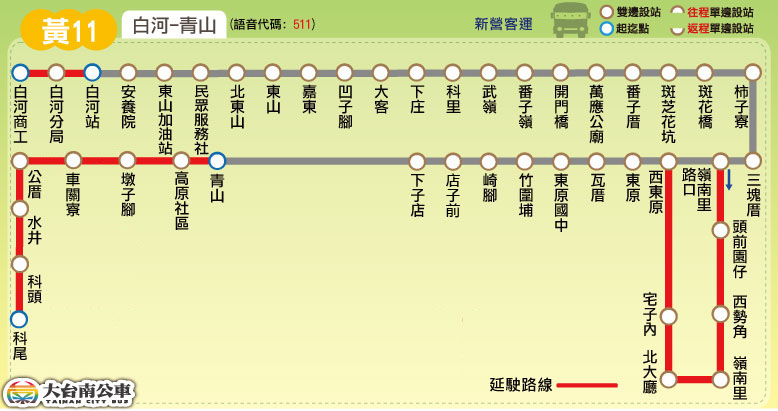 黃11
白河-青山
(語音代碼：511)
新營客運
雙邊設站
往程單邊設站
起迄點
返程單邊設站
白河商工
白河分局
白河站
安養院
東山加油站
民眾服務社
北東山
東山
嘉東
凹子腳
大客
下庄
科里
武嶺
番子嶺
開門橋
萬應公廟
番子厝
斑芝花坑
斑花橋
柿子寮
公厝
車關寮
墩子腳
高原社區
青山
下子店
店子前
崎腳
竹圍埔
東原國中
瓦厝
東原
西東原
嶺南里路口
三塊厝
水井
頭前園仔
科頭
宅子內
西勢角
科尾
北大廳
嶺南里
延駛路線
大台南公車
TAINAN CITY BUS